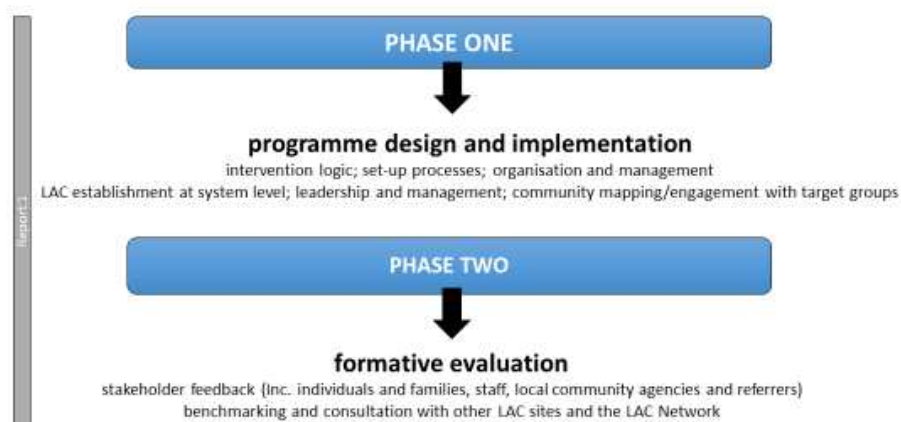 PHASE ONE
programme design and implementation
intervention logic; set-up processes; organisation and management
LAC establishment at system level; leadership and management; community mapping/engagement with target groups
Report 1
PHASE TWO
formative evaluation
stakeholder feedback (Inc. individuals and families, staff, local community agencies and referrers)
benchmarking and consultation with other LAC sites and the LAC Network